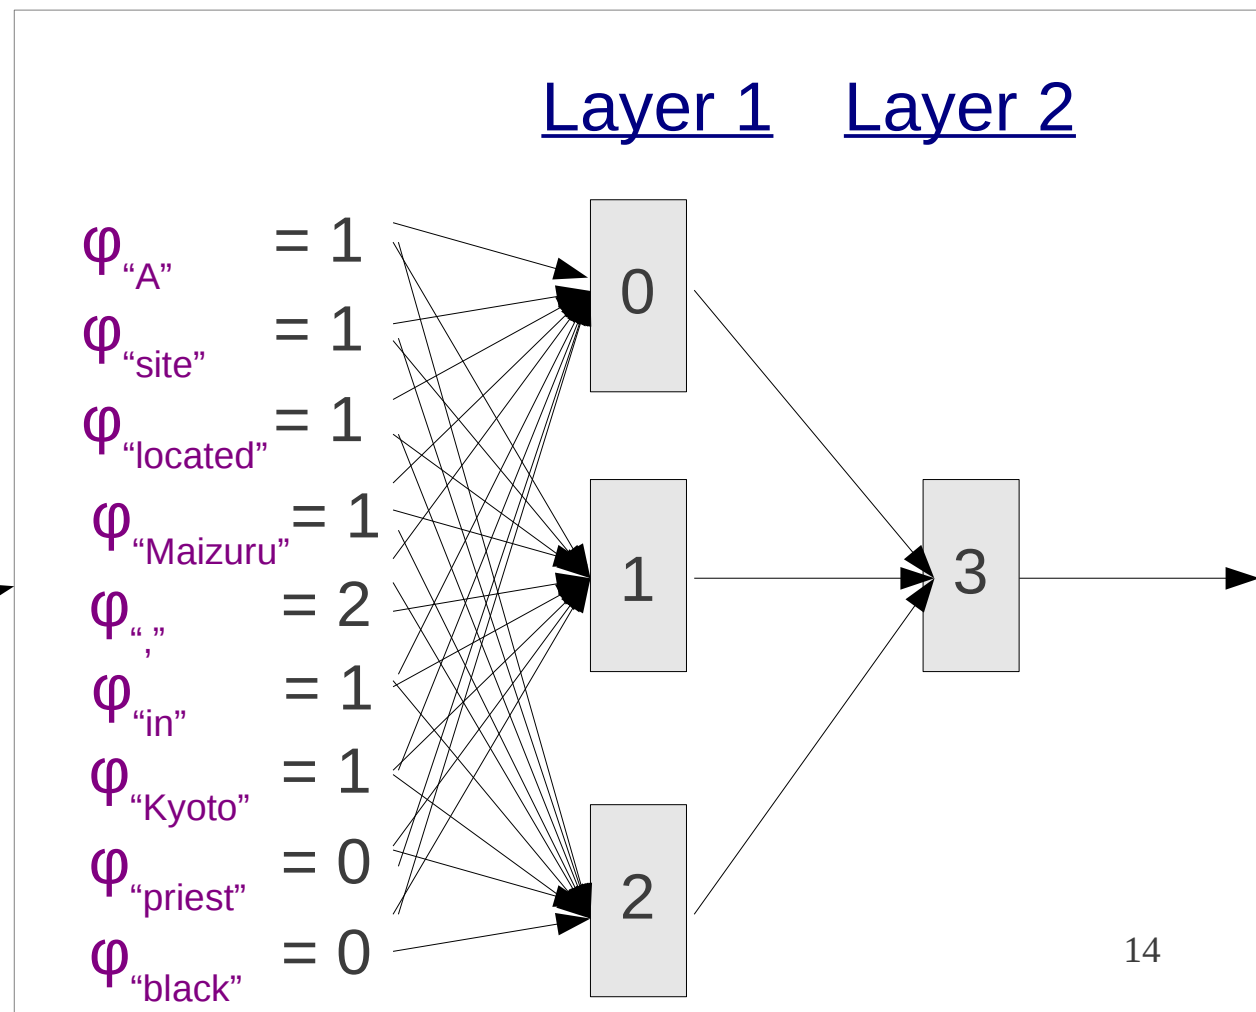 Layer 1 Layer 2
φ“A” = 1
0
φ“site” = 1
φ“located” = 1
φ“Maizuru” = 1
1
3
φ“,” = 2
φ“in” = 1
φ“Kyoto” = 1
φ“priest” = 0
2
φ“black” = 0
14